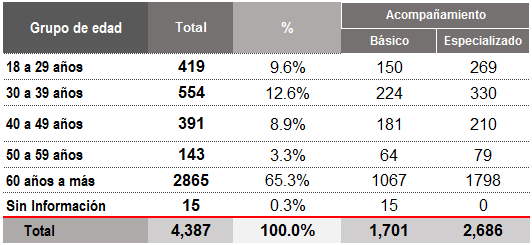 Grupo de edad Total % Acompañamiento
Básico Especializado
18 a 29 años 419 9.6% 150 269
30 a 39 años 554 12.6% 224 330
40 a 49 años 391 8.9% 181 210
50 a 59 años 143 3.3% 64 79
60 años a más 2865 65.3% 1067 1798
Sin Información 15 0.3% 15 0
Total 4,387 100.0% 1,701 2,686